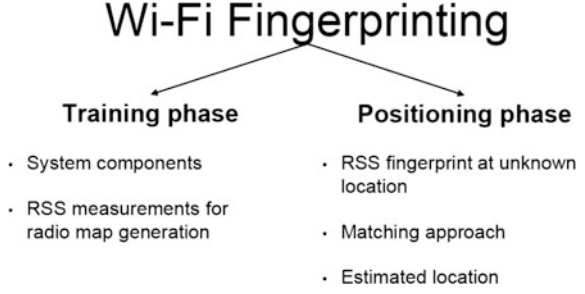 Wi-Fi Fingerprinting
Training phase
• System components
• RSS measurements for
radio map generation
Positioning phase
• RSS fingerprint at unknown
location
• Matching approach
• Estimated location